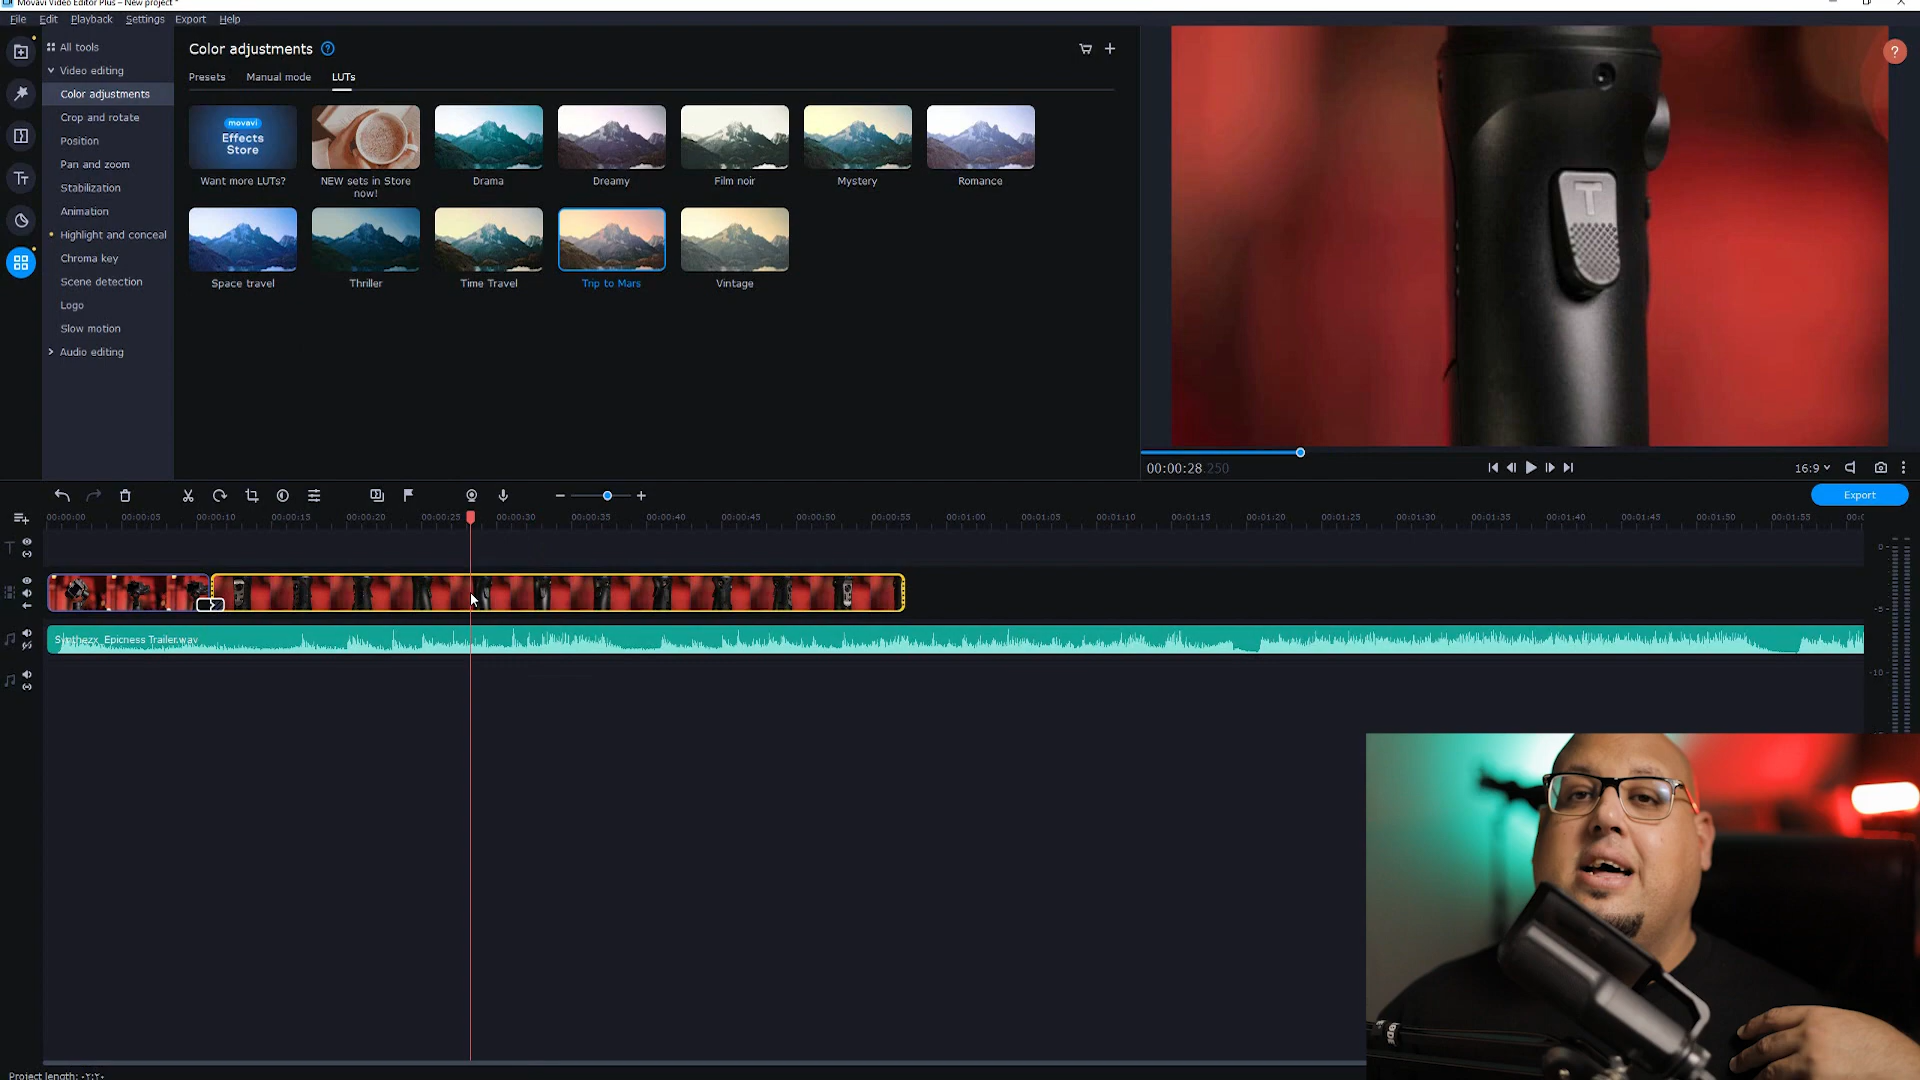 Movavi Video Editor Plus – New project *
File Edit Playback Settings Export Help
All tools
Video editing
Color adjustments
Crop and rotate
Position
Pan and zoom
Stabilization
Animation
Highlight and conceal
Chroma key
Scene detection
Logo
Slow motion
Audio editing
Color adjustments ?
Presets Manual mode LUTs
movavi
Effects
Store
Want more LUTs?
NEW sets in Store
now!
Drama
Dreamy
Film noir
Mystery
Romance
Space travel
Thriller
Time Travel
Trip to Mars
Vintage
T
?
00:00:28.250
16:9
Export
00:00:00 00:00:05 00:00:10 00:00:15 00:00:20 00:00:25 00:00:30 00:00:35 00:00:40 00:00:45 00:00:50 00:00:55 00:01:00 00:01:05 00:01:10 00:01:15 00:01:20 00:01:25 00:01:30 00:01:35 00:01:40 00:01:45 00:01:50 00:01:55
0
-5
-10
Synthezx_Epicness Trailer.wav
Project length: ٠٢:٢٠